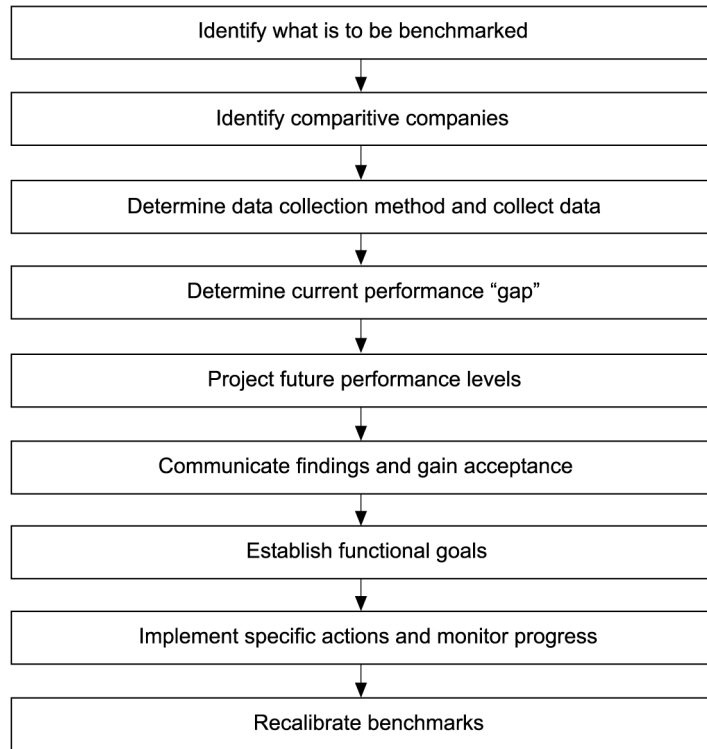 Identify what is to be benchmarked
Identify comparitive companies
Determine data collection method and collect data
Determine current performance “gap”
Project future performance levels
Communicate findings and gain acceptance
Establish functional goals
Implement specific actions and monitor progress
Recalibrate benchmarks